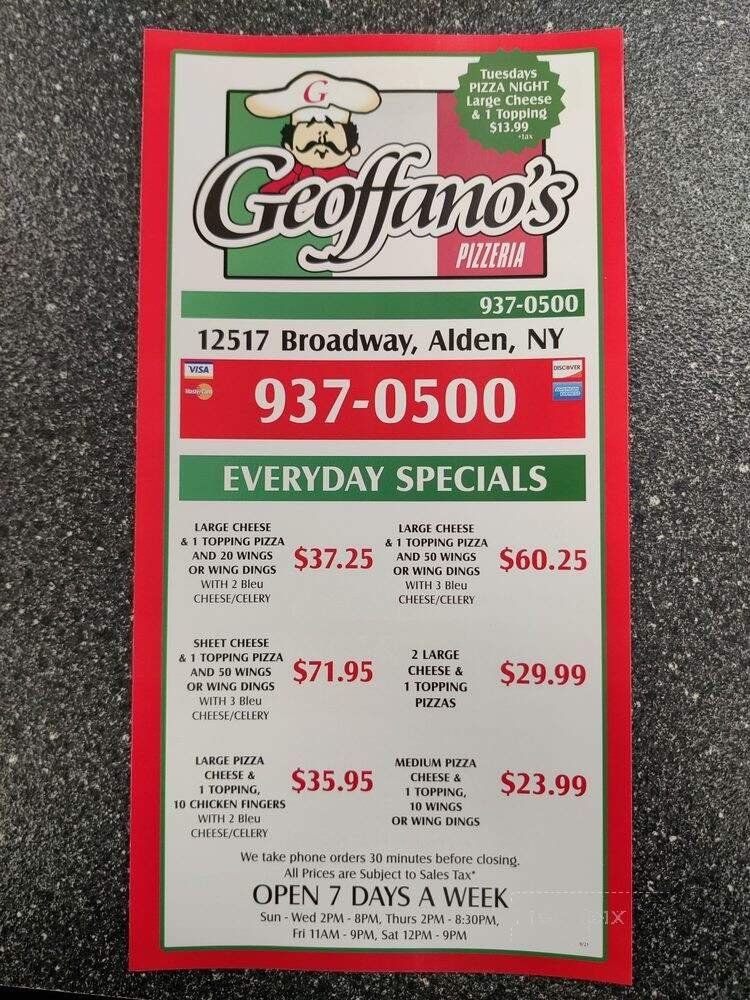 Tuesdays
PIZZA NIGHT
Large Cheese
& 1 Topping
$13.99
+tax
G
Geoffano's
PIZZERIA
937-0500
12517 Broadway, Alden, NY
VISA
MasterCard
937-0500
DISCOVER
AMERICAN
EXPRESS
EVERYDAY SPECIALS
LARGE CHEESE
& 1 TOPPING PIZZA
AND 20 WINGS
OR WING DINGS
WITH 2 Bleu
CHEESE/CELERY
$37.25
LARGE CHEESE
& 1 TOPPING PIZZA
AND 50 WINGS
OR WING DINGS
WITH 3 Bleu
CHEESE/CELERY
$60.25
SHEET CHEESE
& 1 TOPPING PIZZA
AND 50 WINGS
OR WING DINGS
WITH 3 Bleu
CHEESE/CELERY
$71.95
2 LARGE
CHEESE &
1 TOPPING
PIZZAS
$29.99
LARGE PIZZA
CHEESE &
1 TOPPING,
10 CHICKEN FINGERS
WITH 2 Bleu
CHEESE/CELERY
$35.95
MEDIUM PIZZA
CHEESE &
1 TOPPING,
10 WINGS
OR WING DINGS
$23.99
We take phone orders 30 minutes before closing.
All Prices are Subject to Sales Tax*
OPEN 7 DAYS A WEEK
Sun - Wed 2PM - 8PM, Thurs 2PM - 8:30PM,
Fri 11AM - 9PM, Sat 12PM - 9PM
9/21